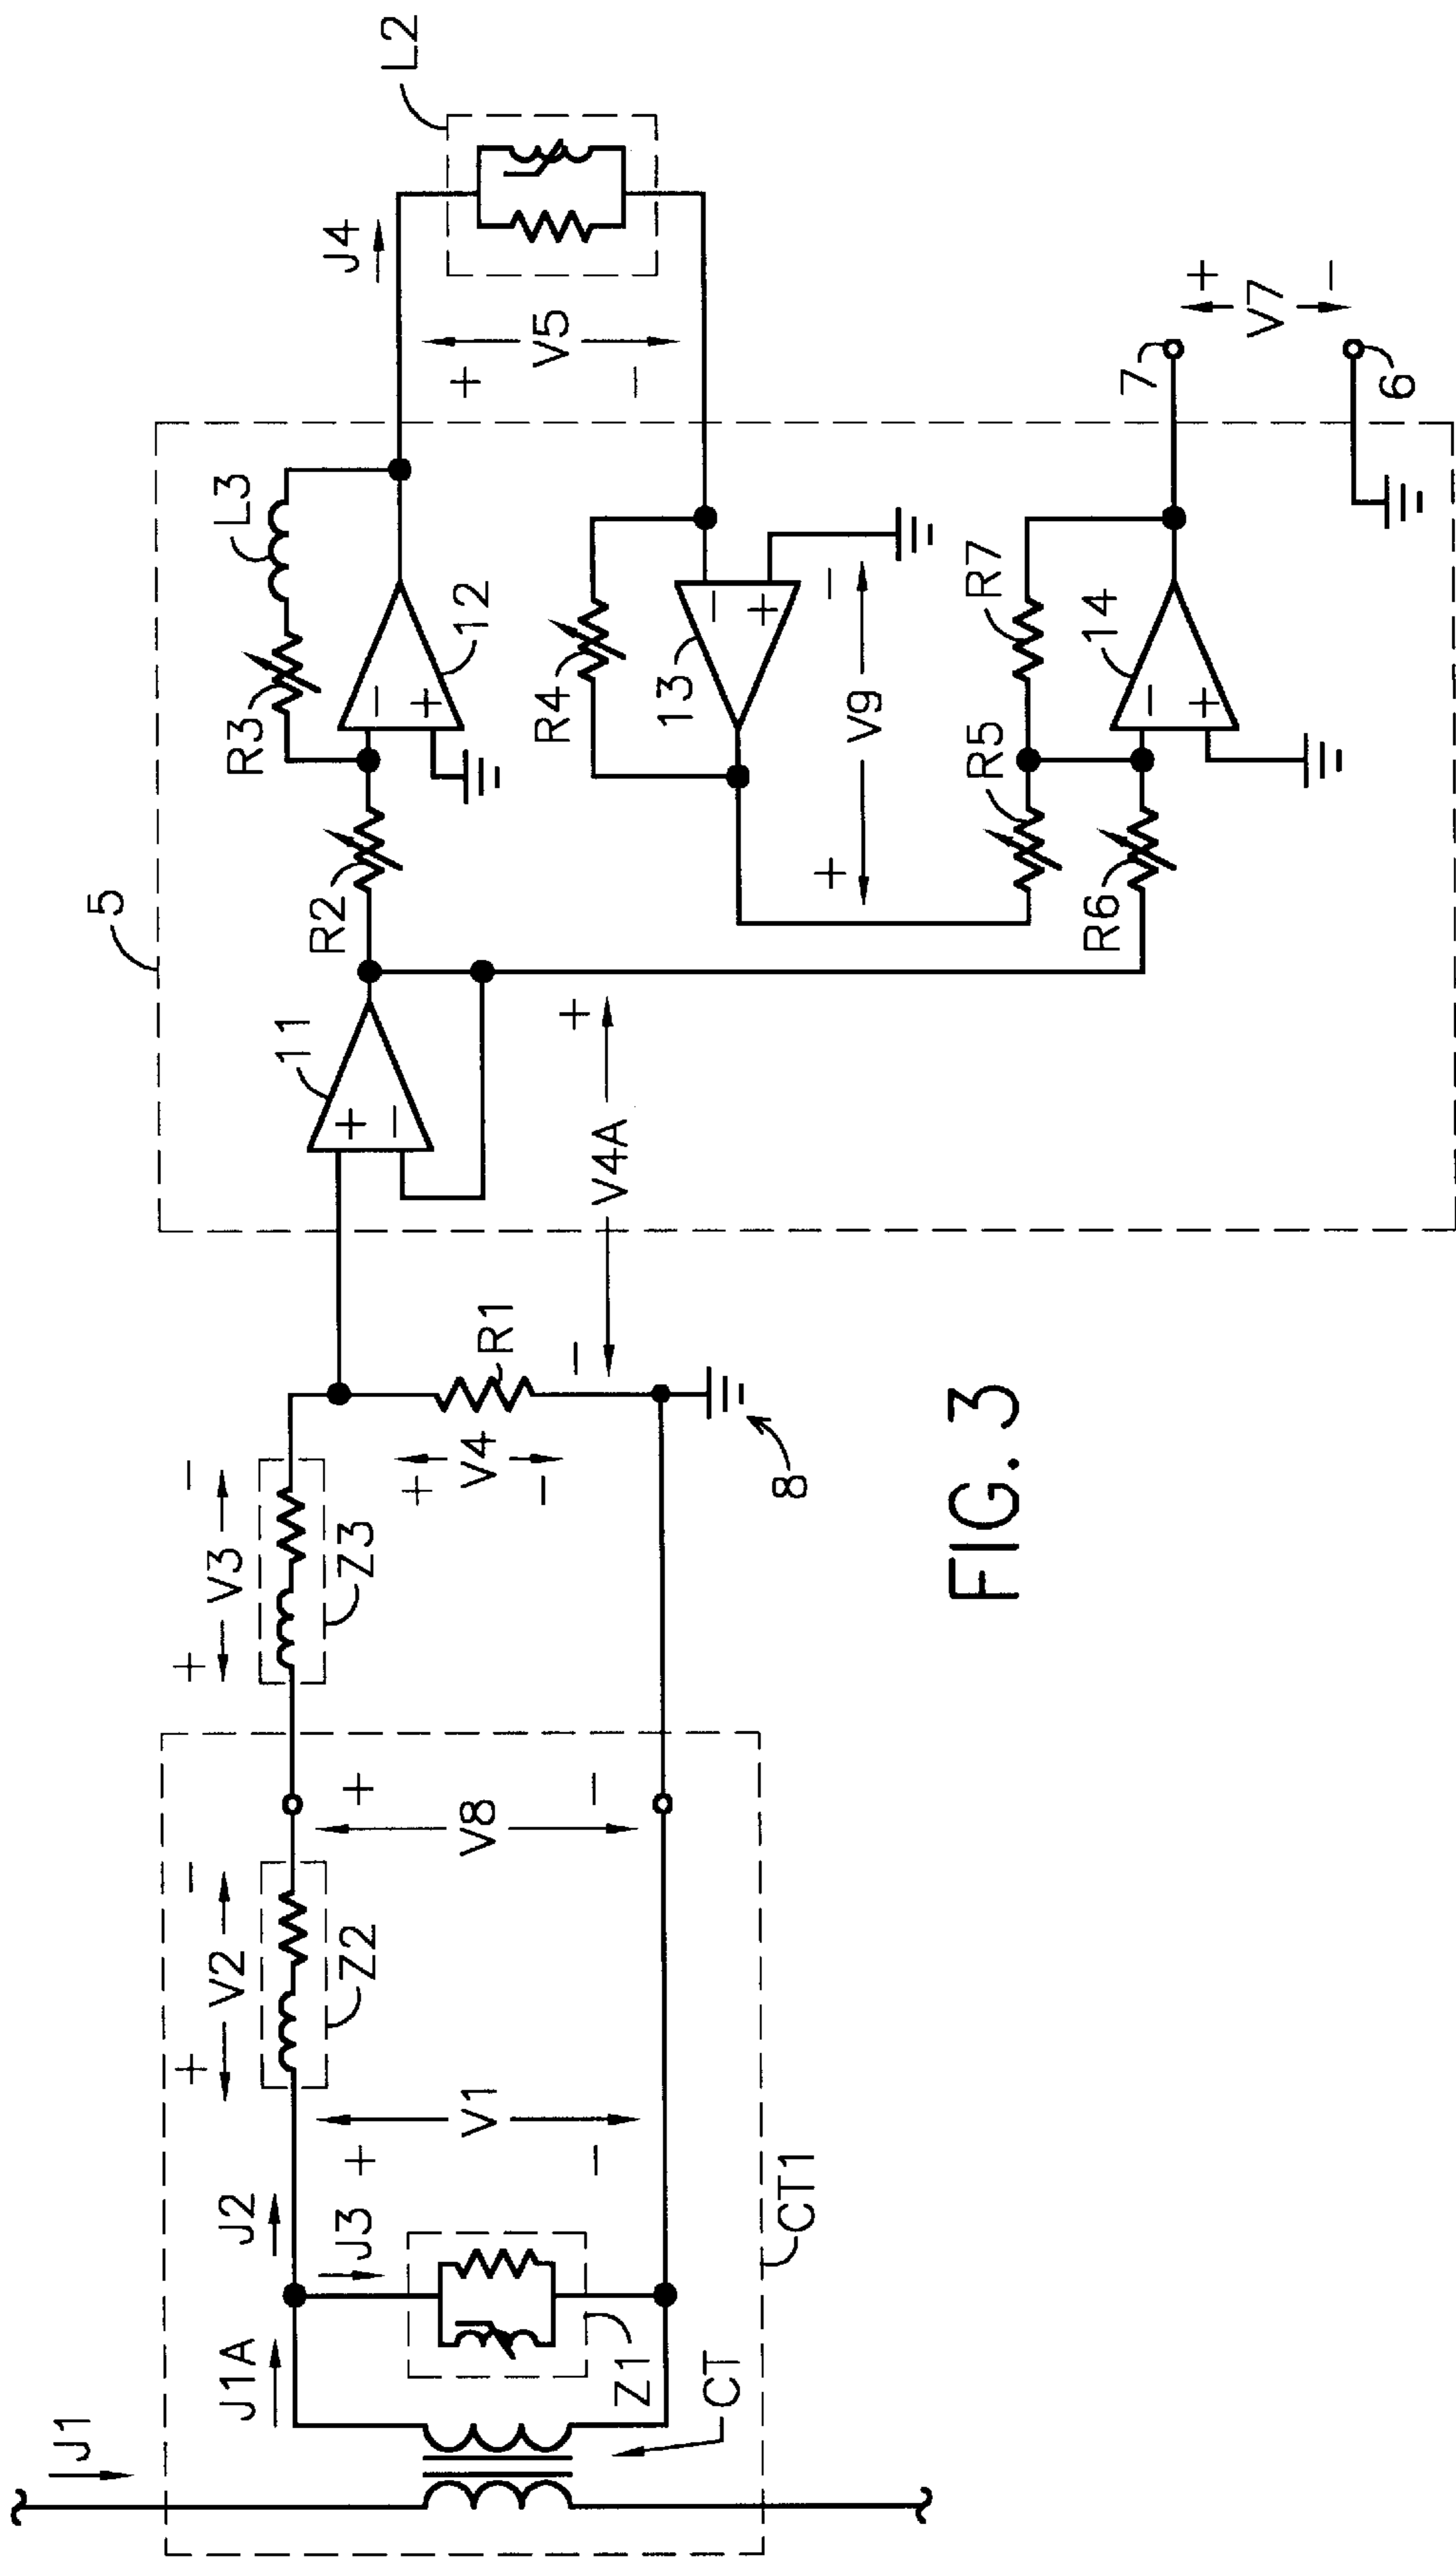 J1
J1A
J2
J3
+ V1 −
Z1
CT
CT1
+ V2 −
Z2
+ V8 −
+ V3 −
Z3
+ V4 −
R1
8
− V4A +
5
11
+
−
R2
R3
L3
−
+
12
J4
L2
+ V5 −
R4
13
−
+
+ V9 −
R5
R7
R6
14
−
+
7
+ V7 −
6
FIG. 3